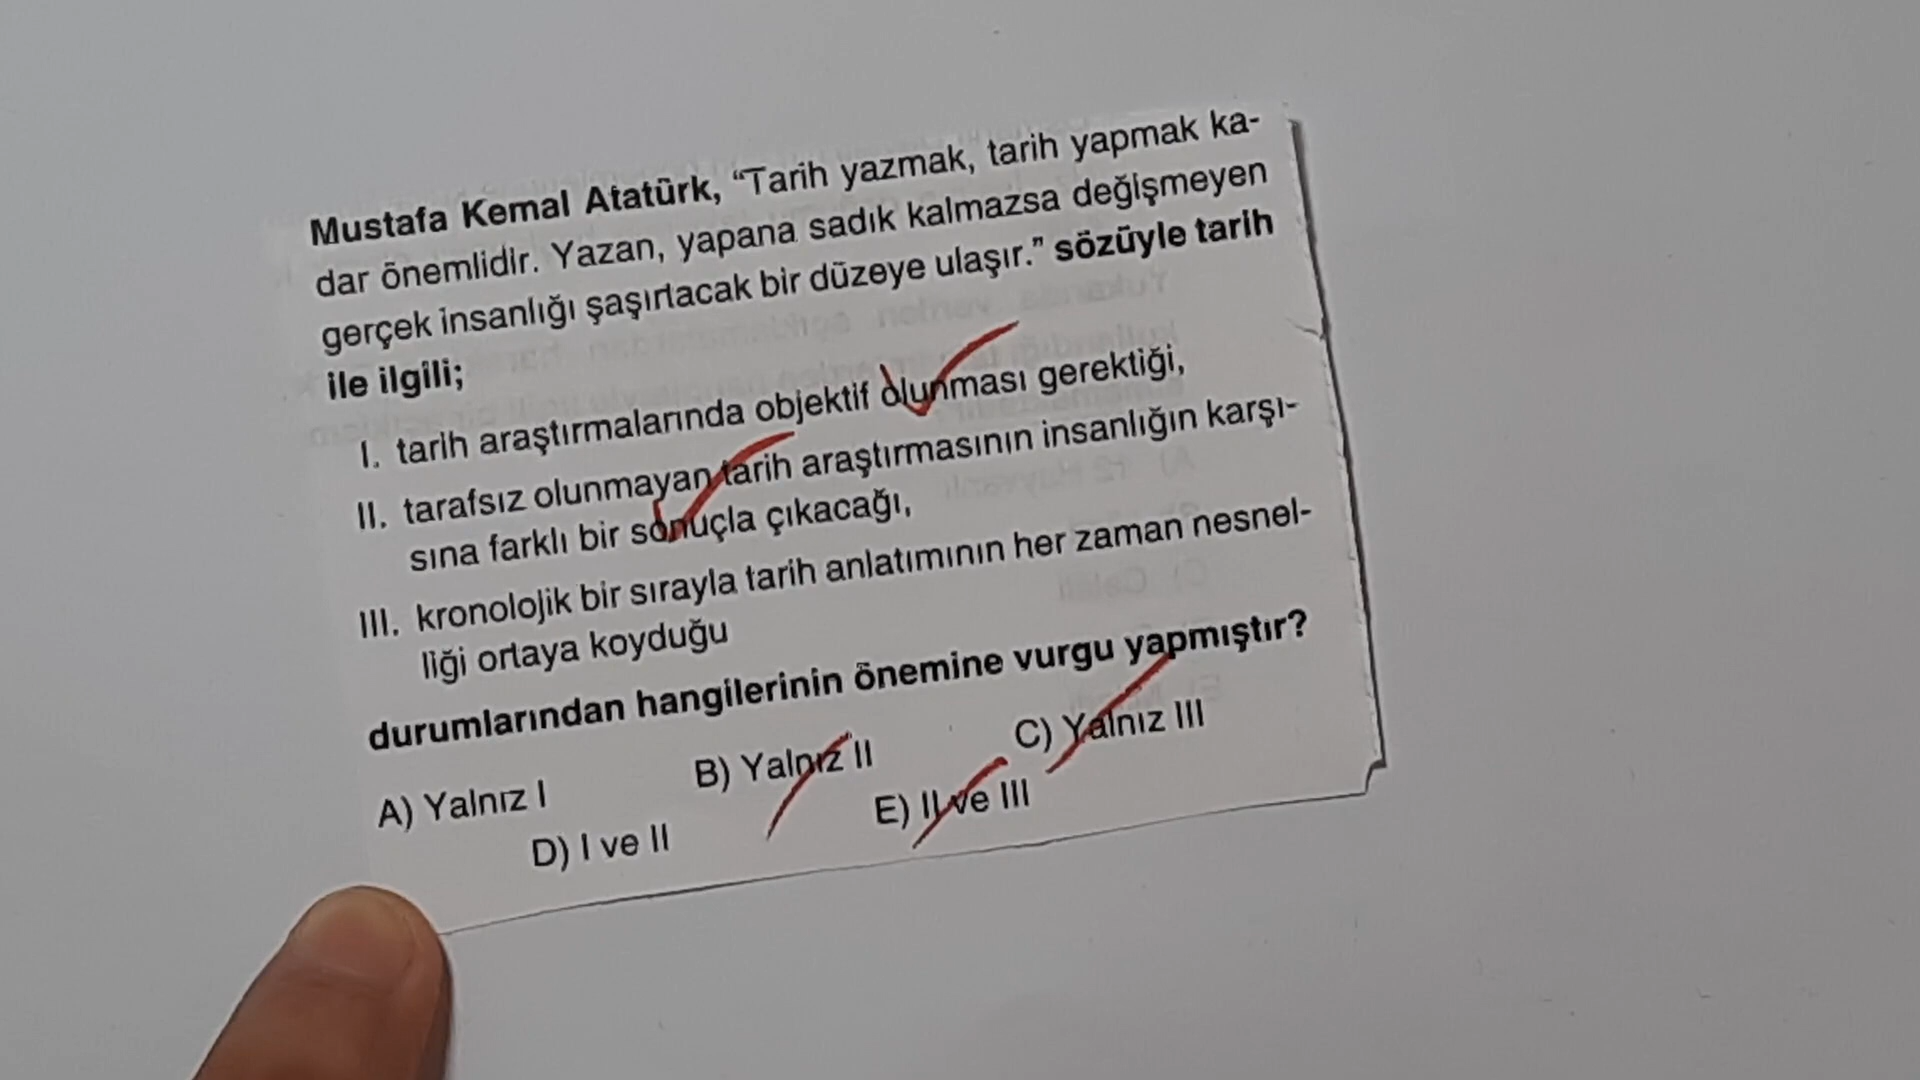 Mustafa Kemal Atatürk, “Tarih yazmak, tarih yapmak ka-
dar önemlidir. Yazan, yapana sadık kalmazsa değişmeyen
gerçek insanlığı şaşırtacak bir düzeye ulaşır.” sözüyle tarih
ile ilgili;
I. tarih araştırmalarında objektif olunması gerektiği,
II. tarafsız olunmayan tarih araştırmasının insanlığın karşı-
sına farklı bir sonuçla çıkacağı,
III. kronolojik bir sırayla tarih anlatımının her zaman nesnel-
liği ortaya koyduğu
durumlarından hangilerinin önemine vurgu yapmıştır?
A) Yalnız I B) Yalnız II C) Yalnız III
D) I ve II E) II ve III